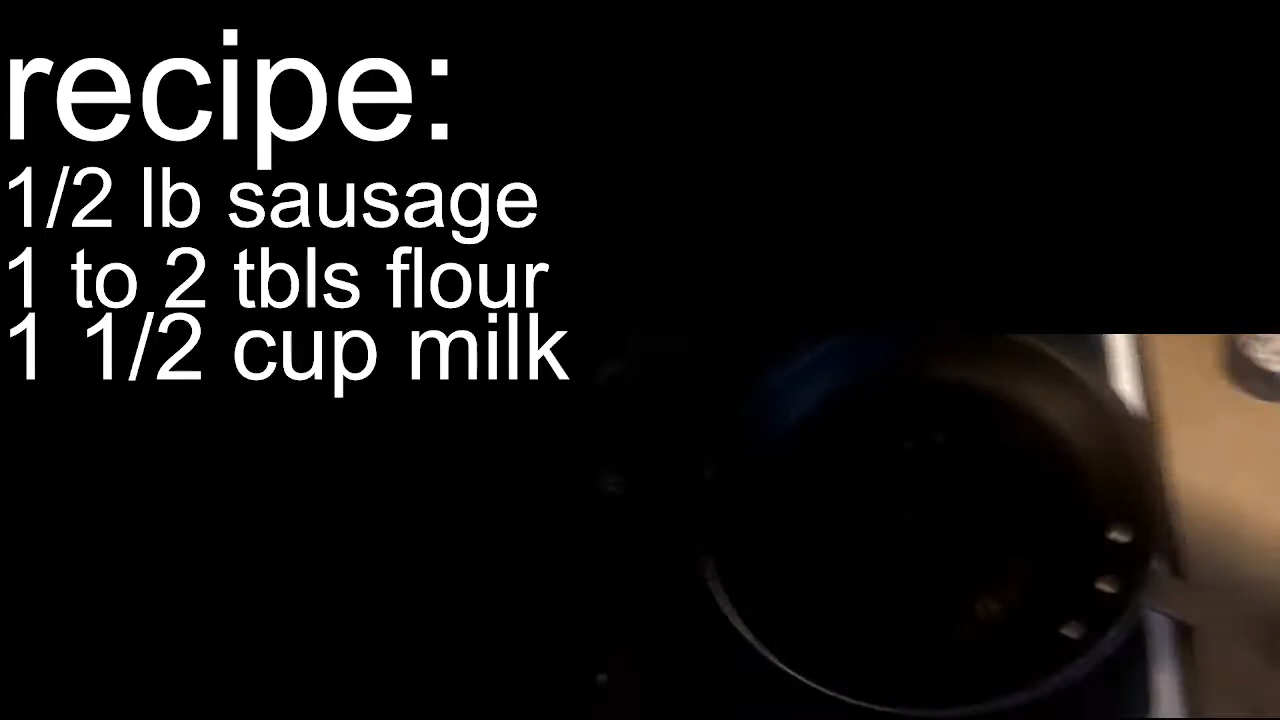 recipe:
1/2 lb sausage
1 to 2 tbls flour
1 1/2 cup milk